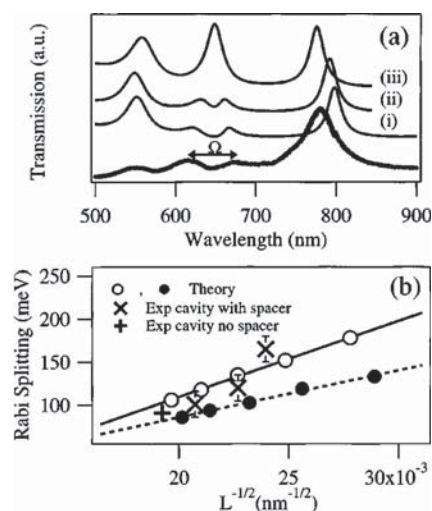 (a)
Transmission (a.u.)
(iii)
(ii)
(i)
Ω
500 600 700 800 900
Wavelength (nm)
(b)
Rabi Splitting (meV)
250
200
150
100
○ , ● Theory
× Exp cavity with spacer
+ Exp cavity no spacer
20 25 30x10⁻³
L⁻¹/² (nm⁻¹/²)